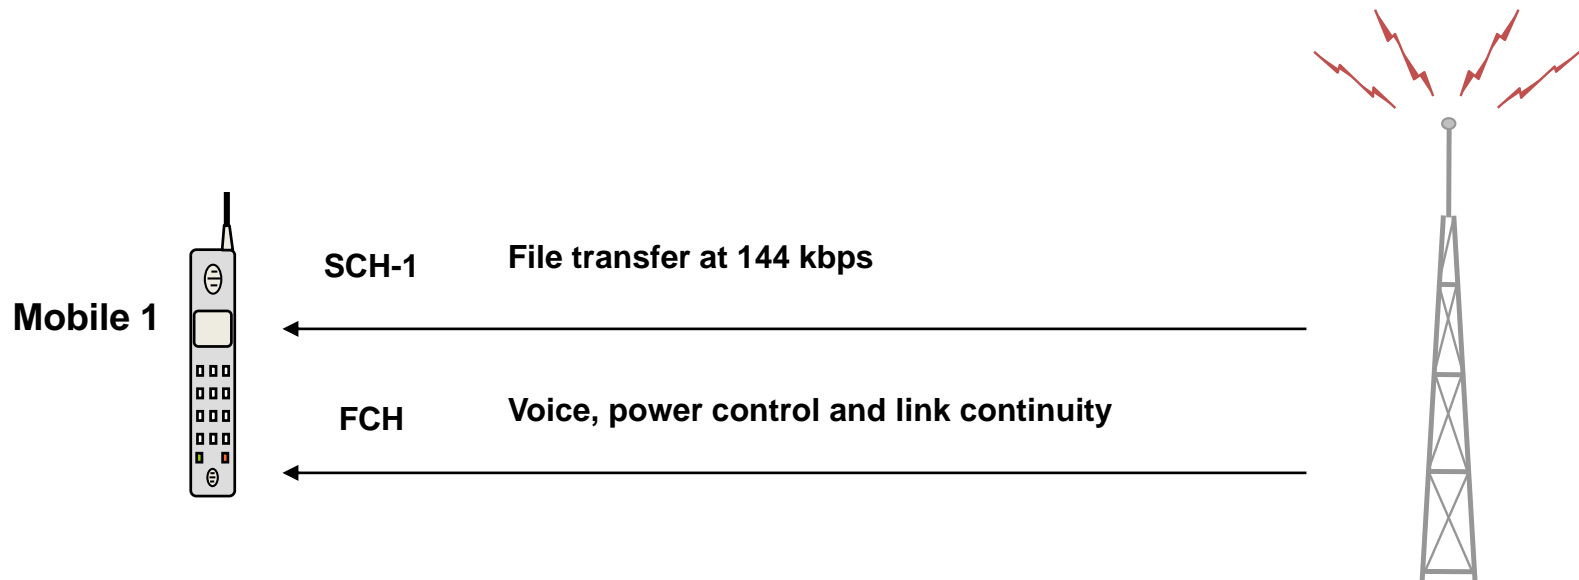 SCH-1
File transfer at 144 kbps
Mobile 1
FCH
Voice, power control and link continuity